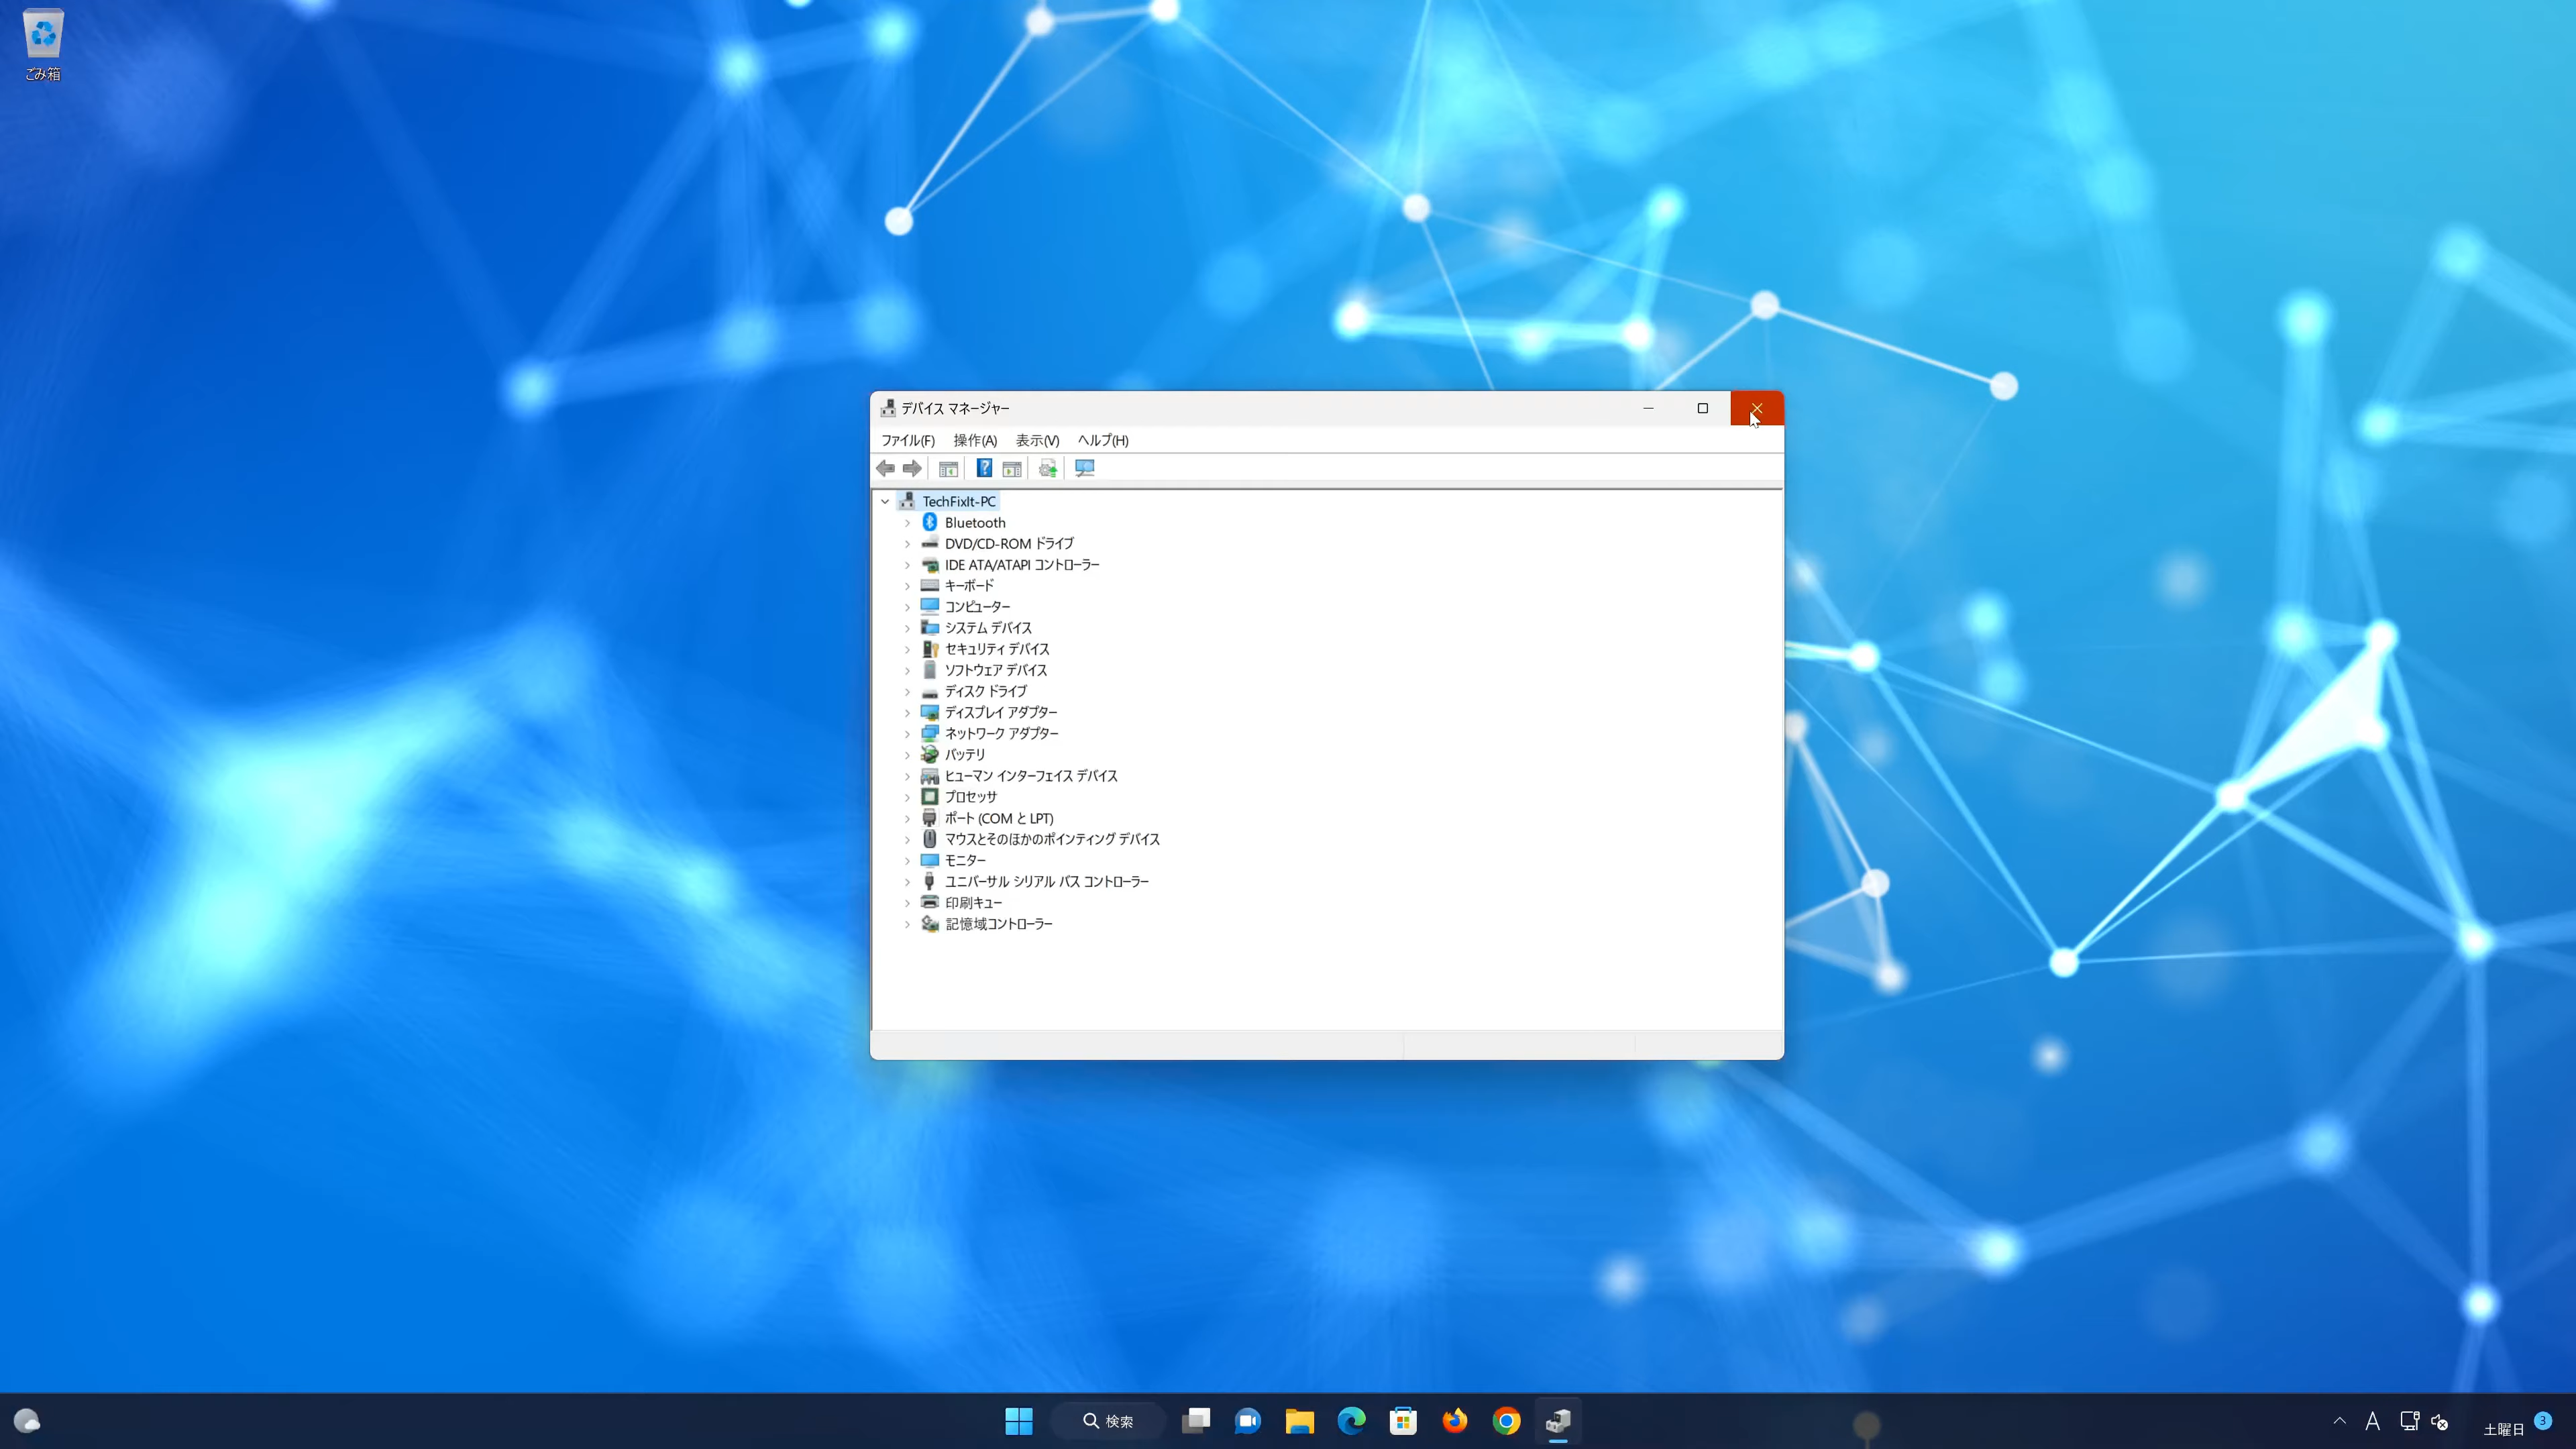 ごみ箱
デバイス マネージャー
ファイル(F) 操作(A) 表示(V) ヘルプ(H)
TechFixIt-PC
Bluetooth
DVD/CD-ROM ドライブ
IDE ATA/ATAPI コントローラー
キーボード
コンピューター
システム デバイス
セキュリティ デバイス
ソフトウェア デバイス
ディスク ドライブ
ディスプレイ アダプター
ネットワーク アダプター
バッテリ
ヒューマン インターフェイス デバイス
プロセッサ
ポート (COM と LPT)
マウスとそのほかのポインティング デバイス
モニター
ユニバーサル シリアル バス コントローラー
印刷キュー
記憶域コントローラー
検索
A
土曜日 3